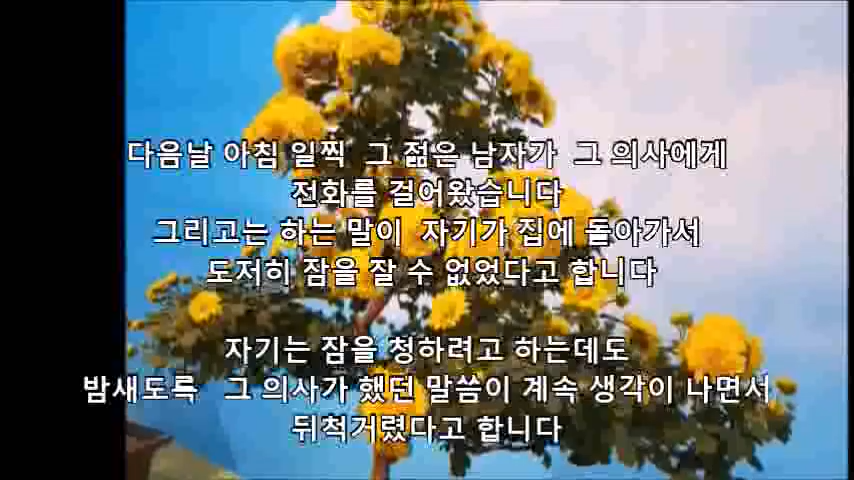 다음날 아침 일찍 그 젊은 남자가 그 의사에게
전화를 걸어왔습니다
그리고는 하는 말이 자기가 집에 돌아가서
도저히 잠을 잘 수 없었다고 합니다
자기는 잠을 청하려고 하는데도
밤새도록 그 의사가 했던 말씀이 계속 생각이 나면서
뒤척거렸다고 합니다